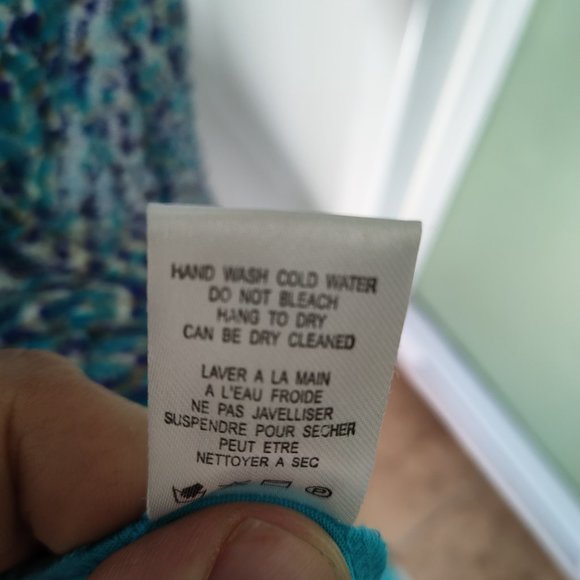 HAND WASH COLD WATER
DO NOT BLEACH
HANG TO DRY
CAN BE DRY CLEANED
LAVER A LA MAIN
A L'EAU FROIDE
NE PAS JAVELLISER
SUSPENDRE POUR SECHER
PEUT ETRE
NETTOYER A SEC